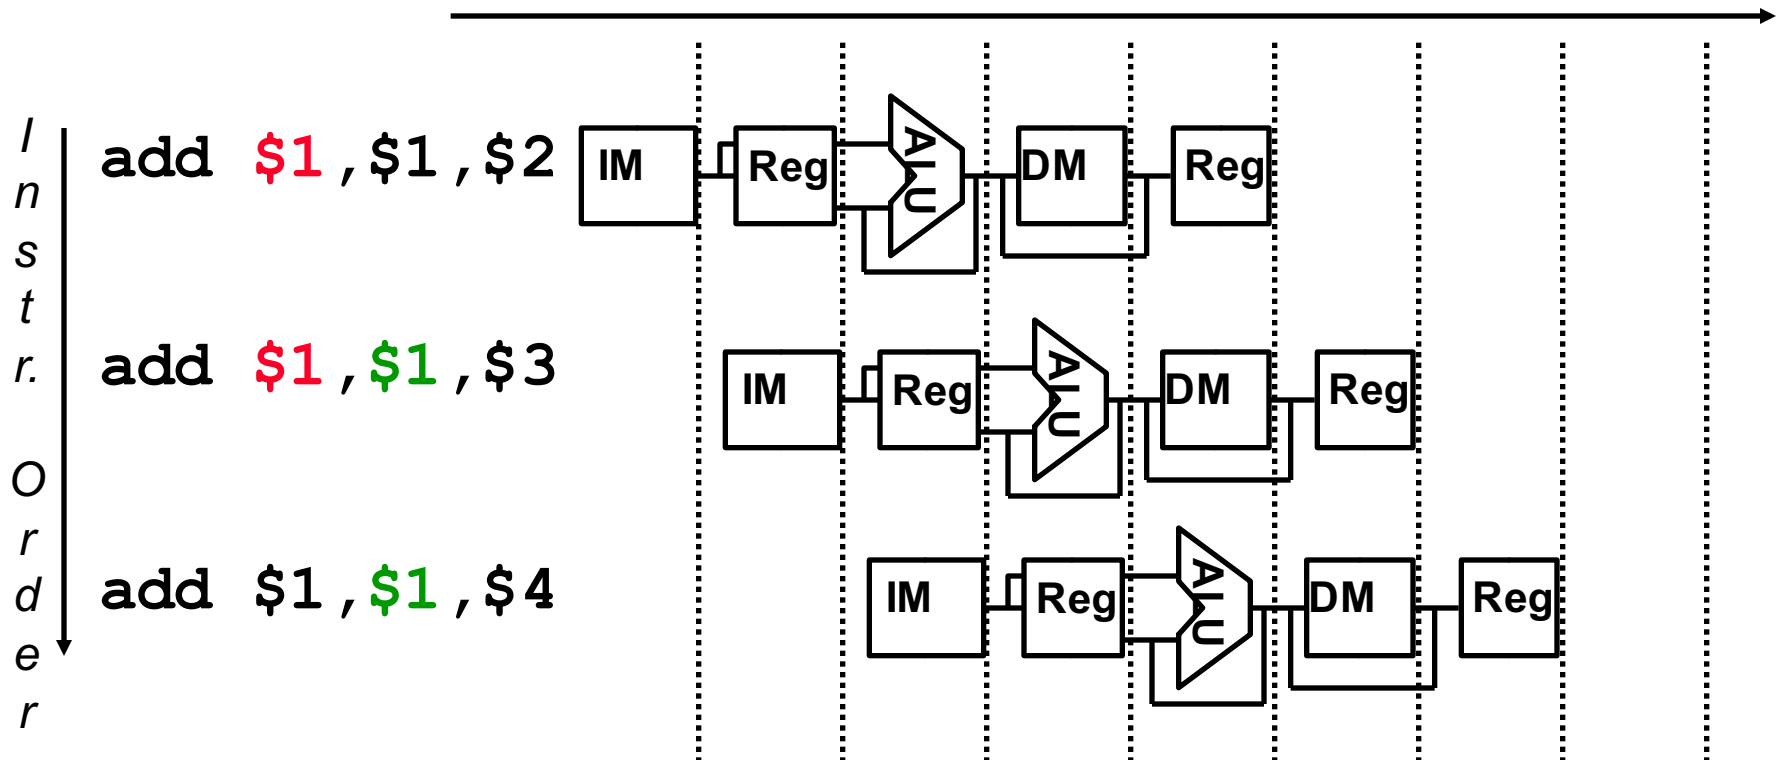 Instr. Order
add $1,$1,$2 IM Reg ALU DM Reg
add $1,$1,$3 IM Reg ALU DM Reg
add $1,$1,$4 IM Reg ALU DM Reg